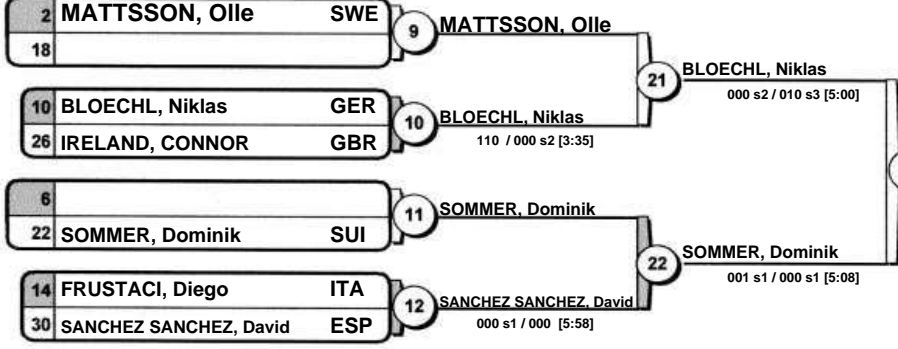 2 MATTSSON, Olle SWE
18
9
MATTSSON, Olle
10 BLOECHL, Niklas GER
26 IRELAND, CONNOR GBR
10
BLOECHL, Niklas
110 / 000 s2 [3:35]
21
BLOECHL, Niklas
000 s2 / 010 s3 [5:00]
6
22 SOMMER, Dominik SUI
11
SOMMER, Dominik
14 FRUSTACI, Diego ITA
30 SANCHEZ SANCHEZ, David ESP
12
SANCHEZ SANCHEZ, David
000 s1 / 000 [5:58]
22
SOMMER, Dominik
001 s1 / 000 s1 [5:08]